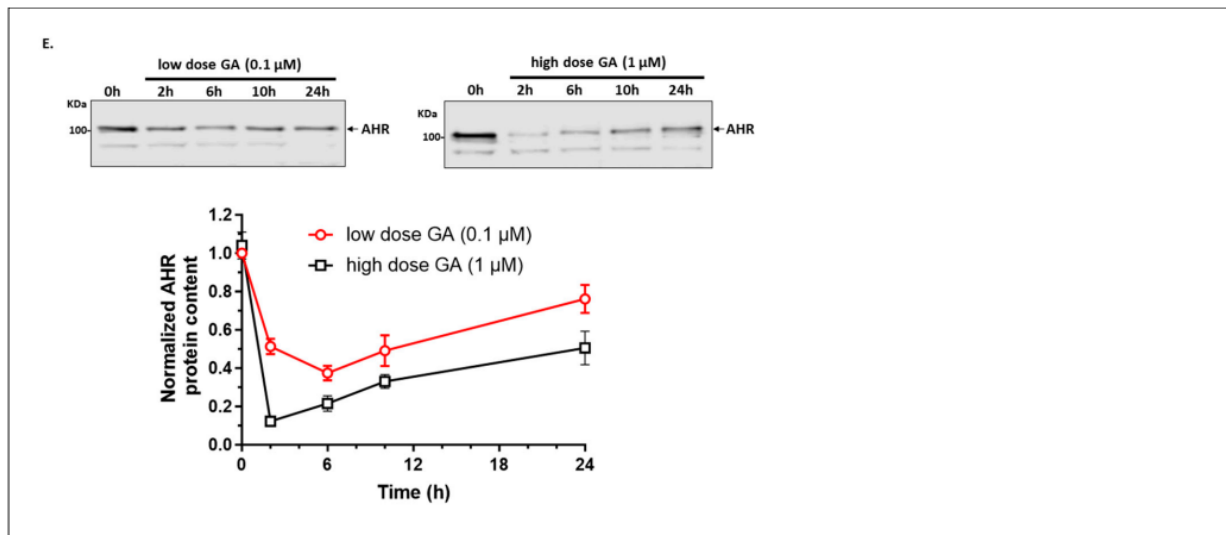 E.
low dose GA (0.1 µM)
0h 2h 6h 10h 24h
KDa
100-
AHR
high dose GA (1 µM)
0h 2h 6h 10h 24h
KDa
100-
AHR
Normalized AHR
protein content
1.2
1.0
0.8
0.6
0.4
0.2
0.0
low dose GA (0.1 µM)
high dose GA (1 µM)
0 6 12 18 24
Time (h)